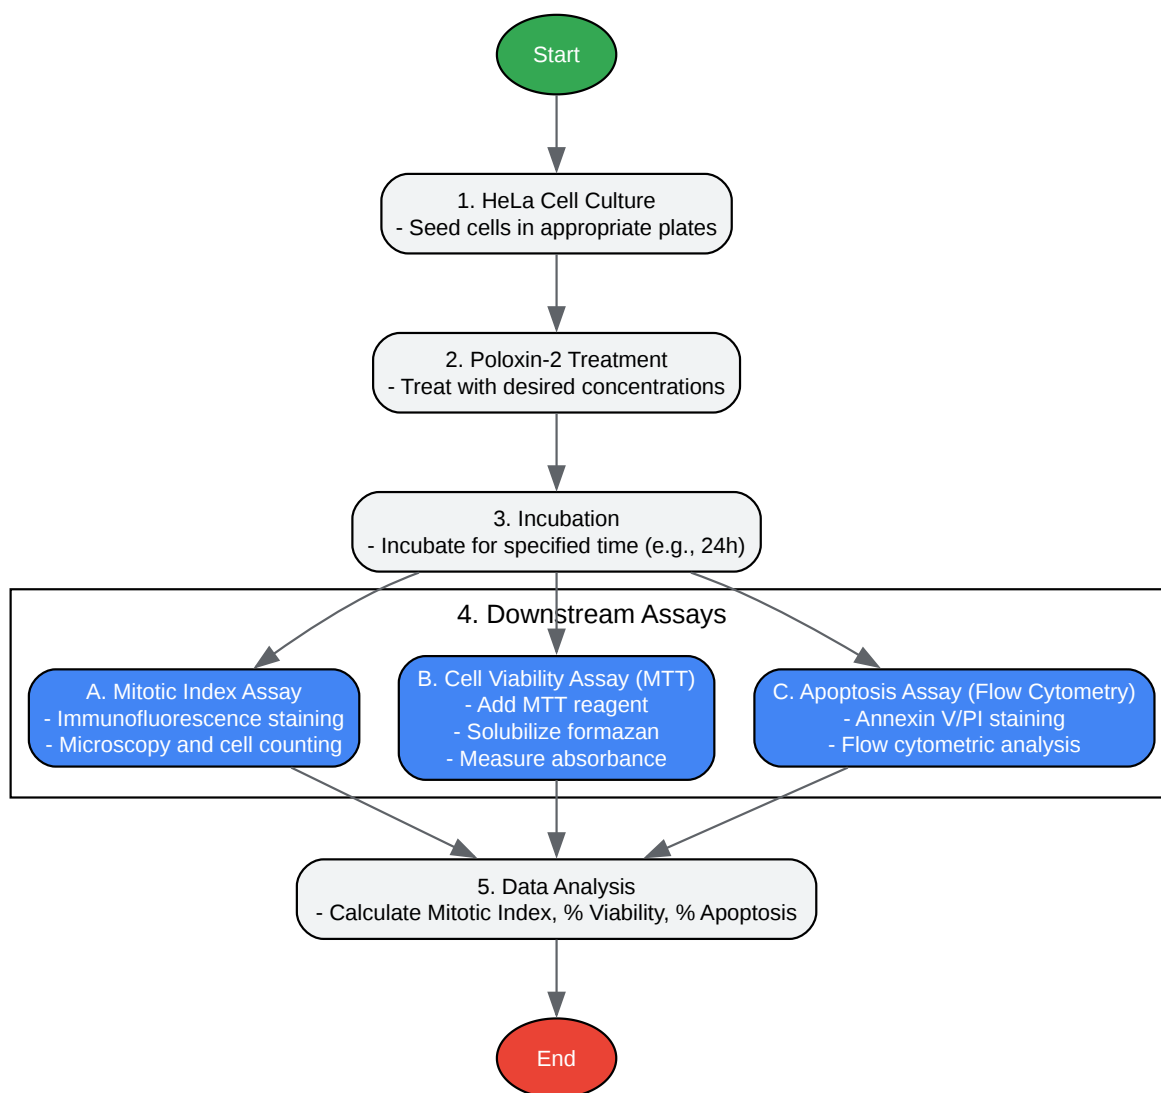 Start
1. HeLa Cell Culture
- Seed cells in appropriate plates
2. Poloxin-2 Treatment
- Treat with desired concentrations
3. Incubation
- Incubate for specified time (e.g., 24h)
4. Downstream Assays
A. Mitotic Index Assay
- Immunofluorescence staining
- Microscopy and cell counting
B. Cell Viability Assay (MTT)
- Add MTT reagent
- Solubilize formazan
- Measure absorbance
C. Apoptosis Assay (Flow Cytometry)
- Annexin V/PI staining
- Flow cytometric analysis
5. Data Analysis
- Calculate Mitotic Index, % Viability, % Apoptosis
End